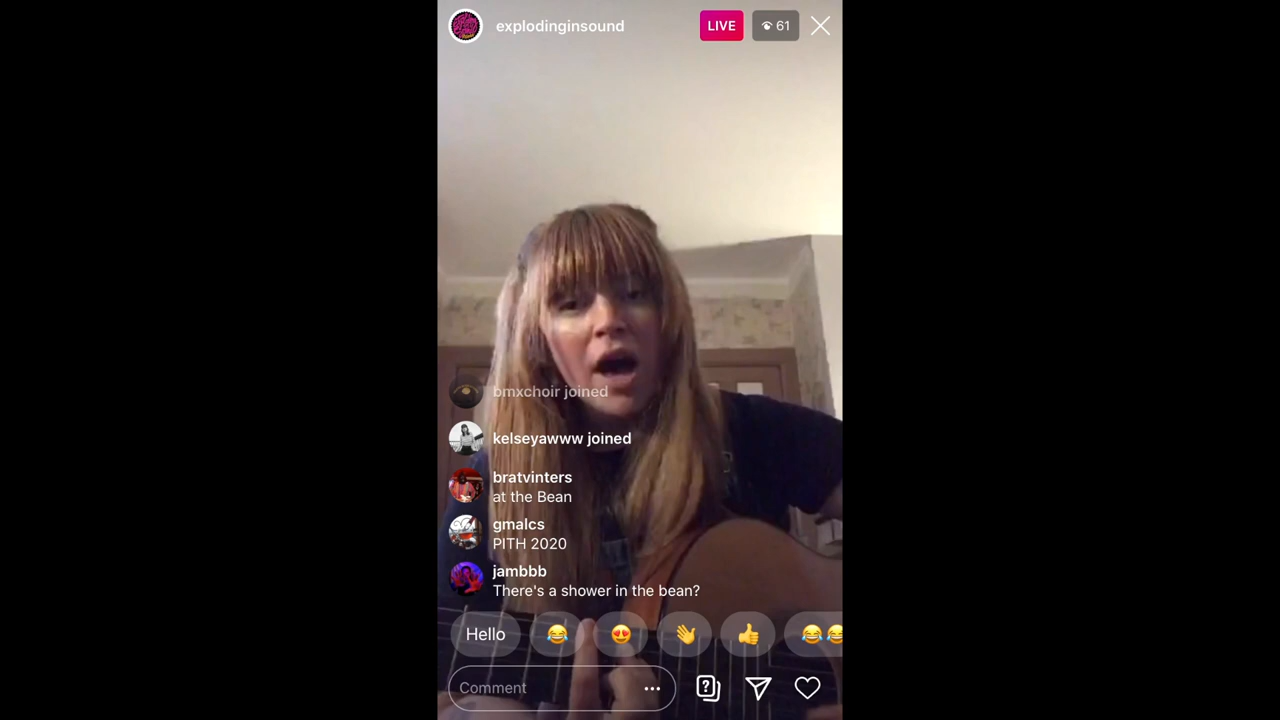 explodinginsound
LIVE
61
bmxchoir joined
kelseyawww joined
bratvinters
at the Bean
gmalcs
PITH 2020
jambbb
There's a shower in the bean?
Hello
Comment